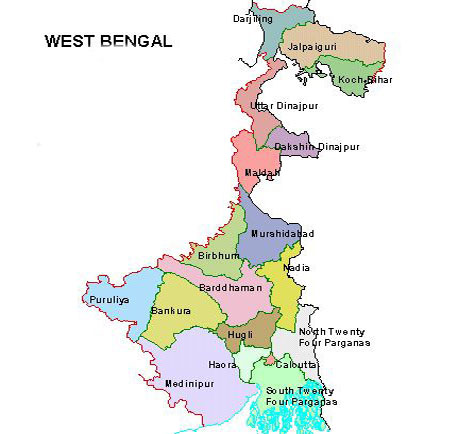 Darjiling
WEST BENGAL
Jalpaiguri
Koch Bihar
Uttar Dinajpur
Dakshin Dinajpur
Maldah
Murshidabad
Birbhum
Nadia
Barddhaman
Puruliya
Bankura
North Twenty
Four Parganas
Hugli
Haora
Calcutta
Medinipur
South Twenty
Four Parganas